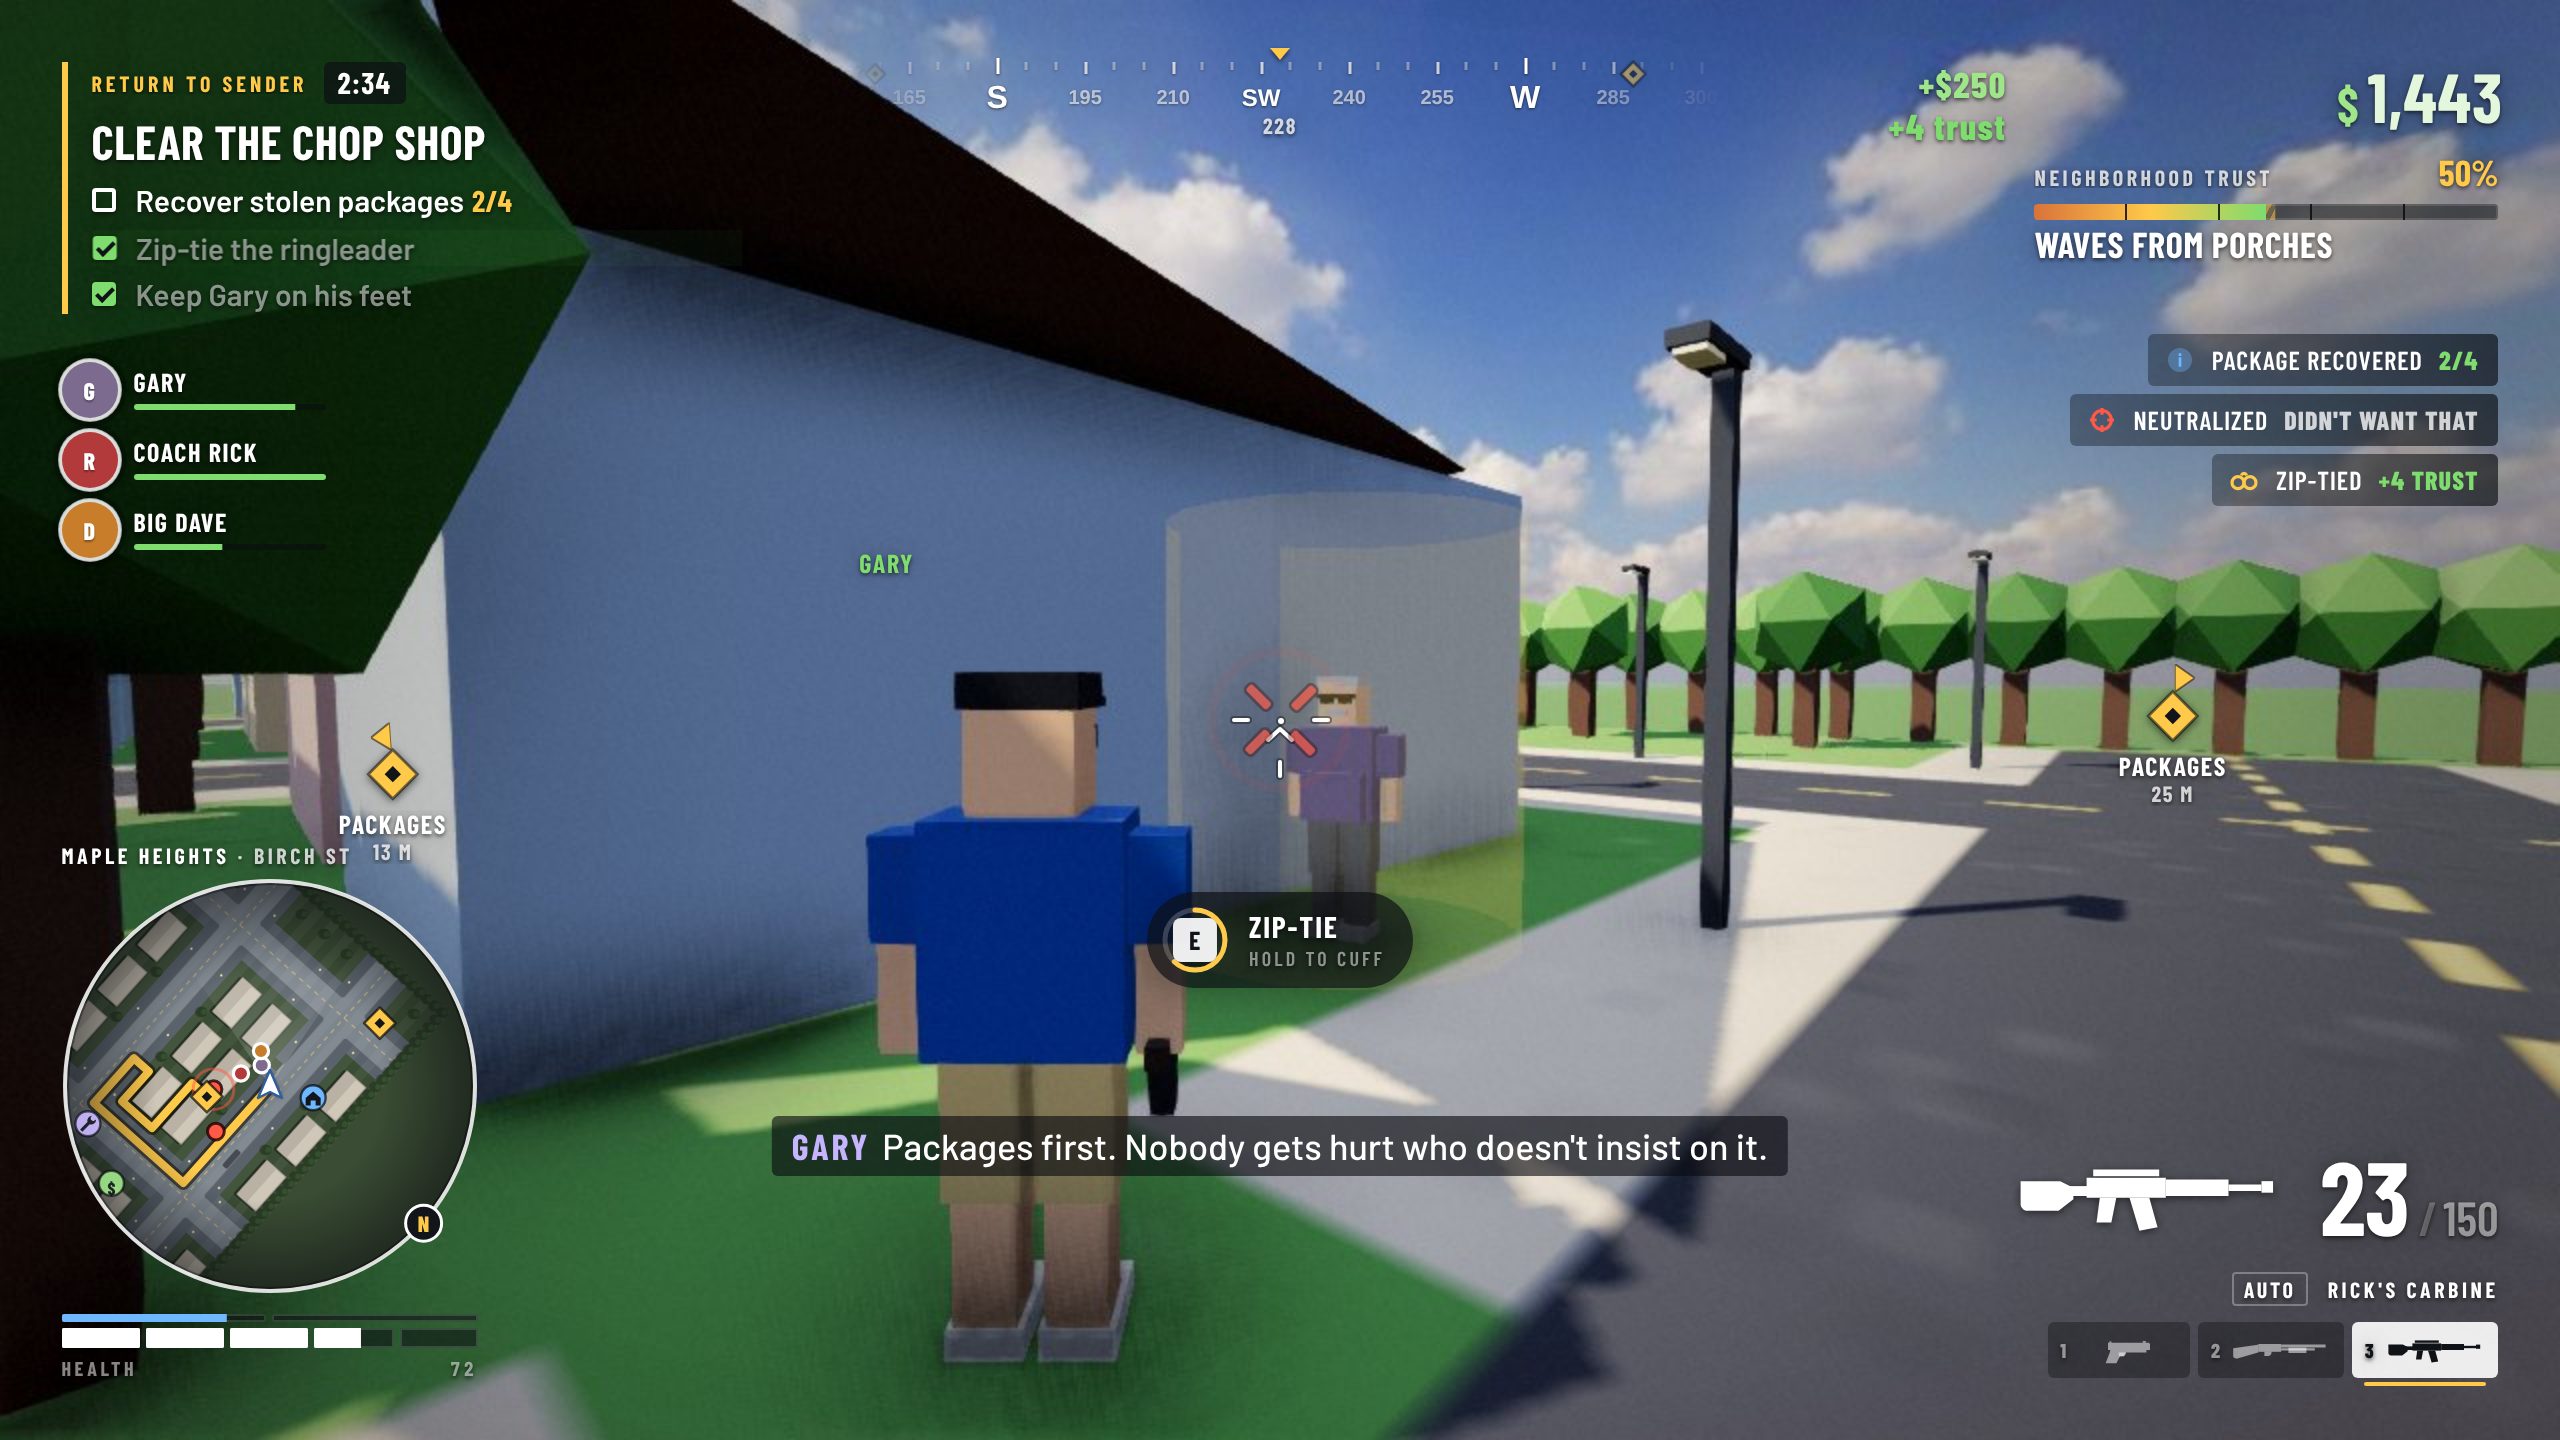 RETURN TO SENDER 2:34
CLEAR THE CHOP SHOP
Recover stolen packages 2/4
Zip-tie the ringleader
Keep Gary on his feet
G GARY
R COACH RICK
D BIG DAVE
165 S 195 210 SW 240 255 W 285 300
228
+$250
+4 trust
$1,443
NEIGHBORHOOD TRUST 50%
WAVES FROM PORCHES
i PACKAGE RECOVERED 2/4
NEUTRALIZED DIDN'T WANT THAT
ZIP-TIED +4 TRUST
GARY
PACKAGES
13 M
PACKAGES
25 M
MAPLE HEIGHTS · BIRCH ST
E ZIP-TIE
HOLD TO CUFF
GARY Packages first. Nobody gets hurt who doesn't insist on it.
$
N
HEALTH 72
23 / 150
AUTO RICK'S CARBINE
1 2 3